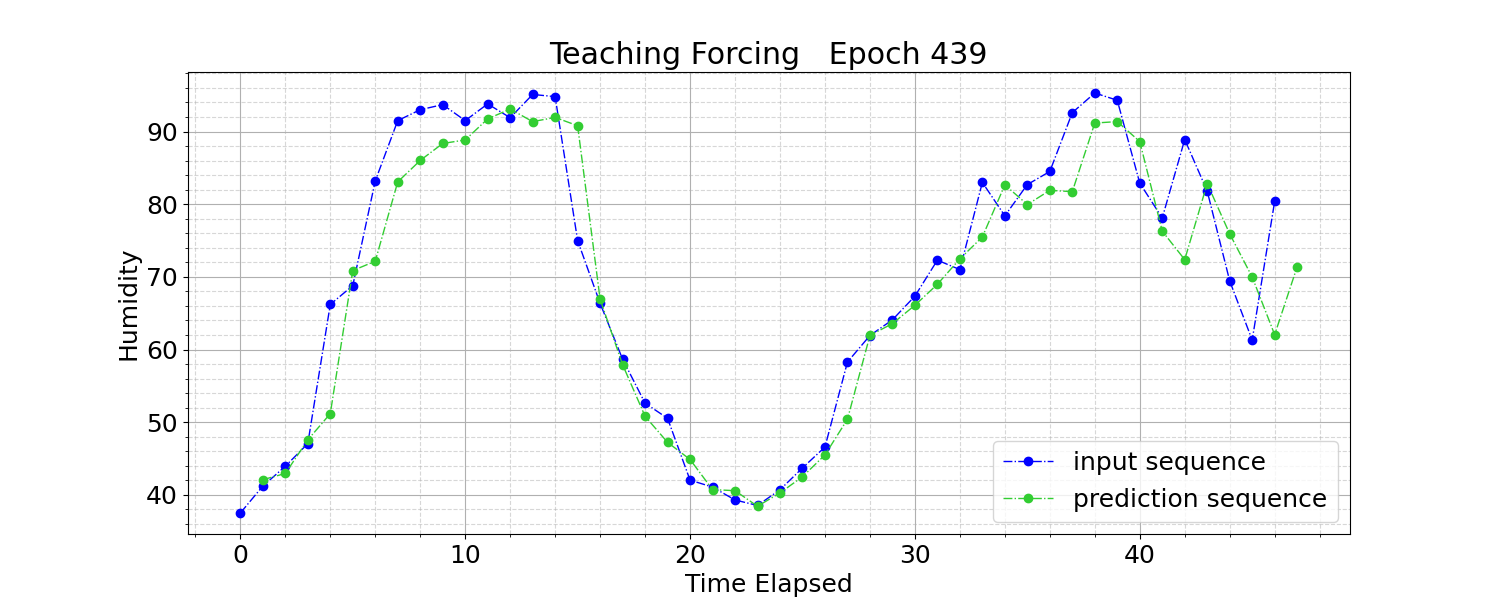 Teaching Forcing   Epoch 439
90
80
70
60
50
40
Humidity
0 10 20 30 40
Time Elapsed
input sequence
prediction sequence